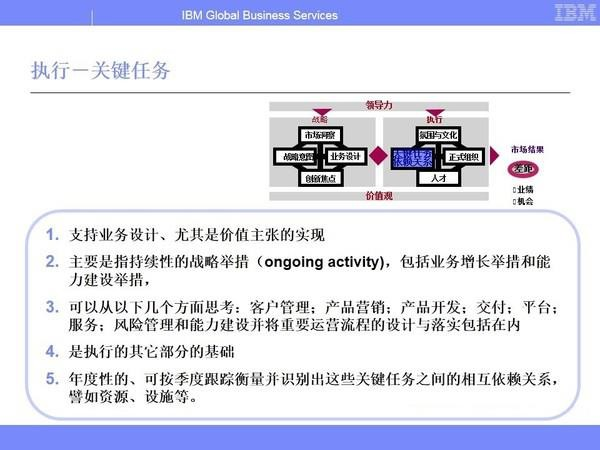 IBM Global Business Services
IBM
执行－关键任务
领导力
战略
执行
市场洞察
战略意图
业务设计
创新焦点
氛围与文化
关键任务
依赖关系
正式组织
人才
价值观
市场结果
差距
业绩
机会
1. 支持业务设计、尤其是价值主张的实现
2. 主要是指持续性的战略举措（ongoing activity)，包括业务增长举措和能
力建设举措，
3. 可以从以下几个方面思考：客户管理；产品营销；产品开发；交付；平台；
服务；风险管理和能力建设并将重要运营流程的设计与落实包括在内
4. 是执行的其它部分的基础
5. 年度性的、可按季度跟踪衡量并识别出这些关键任务之间的相互依赖关系，
譬如资源、设施等。